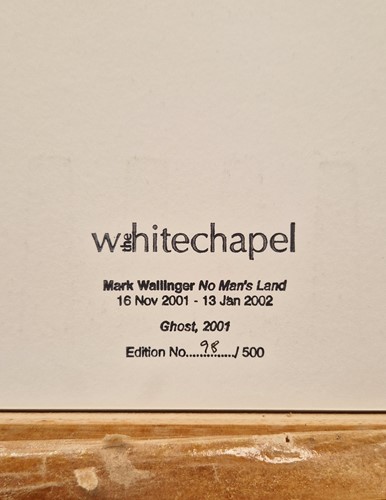 the whitechapel
Mark Wallinger No Man's Land
16 Nov 2001 - 13 Jan 2002
Ghost, 2001
Edition No....98...../ 500